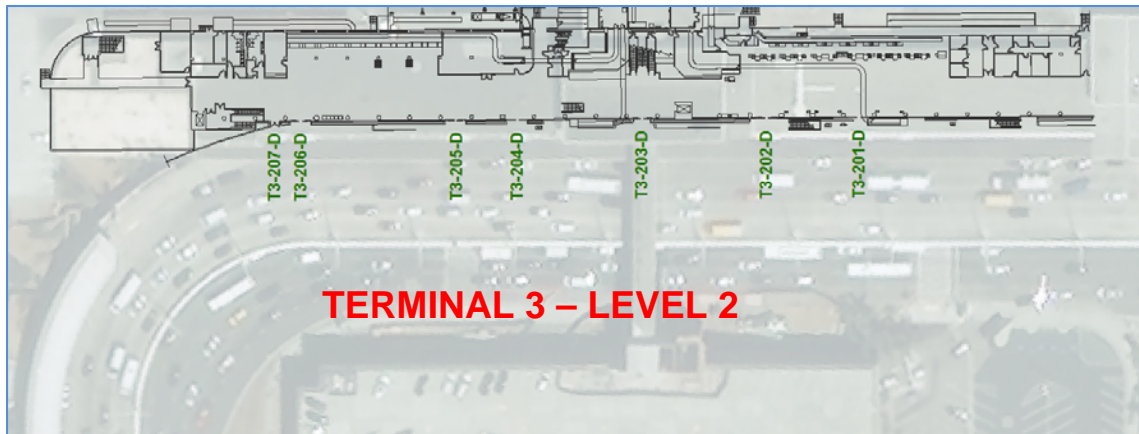 T3-207-D
T3-206-D
T3-205-D
T3-204-D
T3-203-D
T3-202-D
T3-201-D
TERMINAL 3 – LEVEL 2